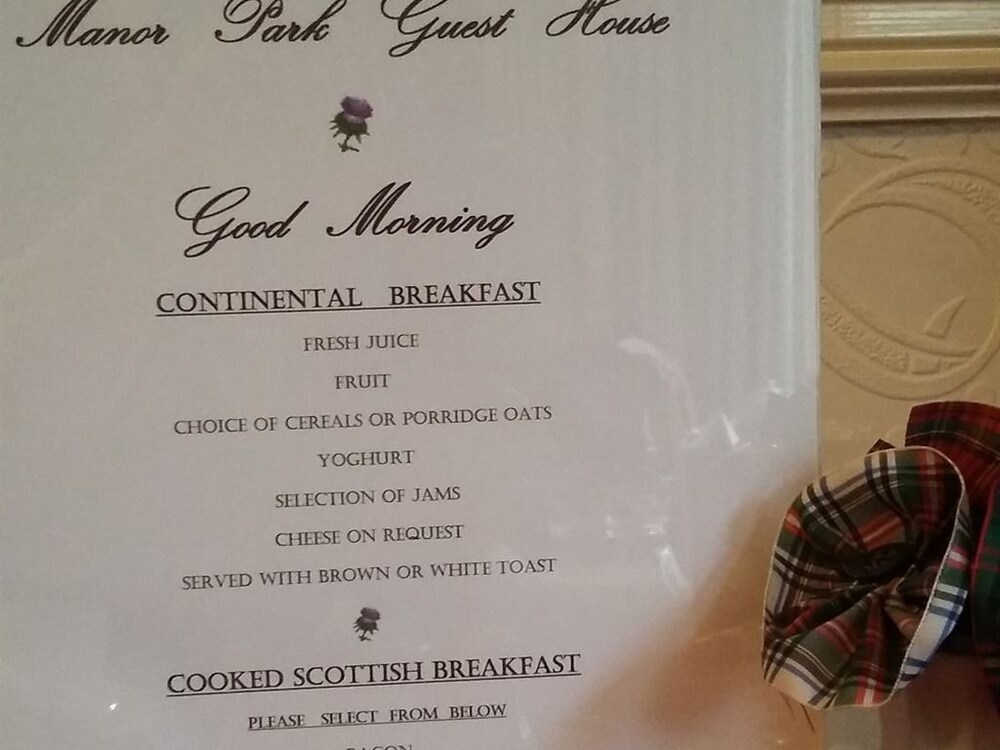 Manor Park Guest House
Good Morning
CONTINENTAL BREAKFAST
FRESH JUICE
FRUIT
CHOICE OF CEREALS OR PORRIDGE OATS
YOGHURT
SELECTION OF JAMS
CHEESE ON REQUEST
SERVED WITH BROWN OR WHITE TOAST
COOKED SCOTTISH BREAKFAST
PLEASE SELECT FROM BELOW
BACON